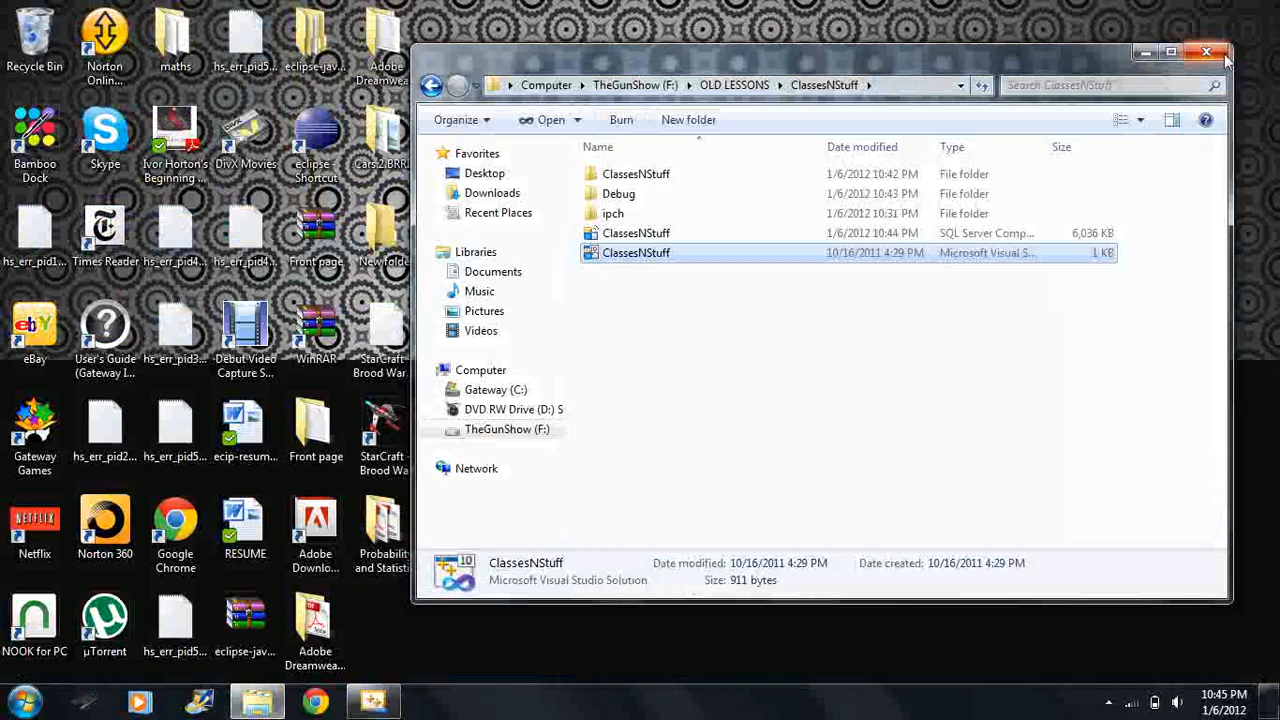 Recycle Bin
Norton
Online...
maths
hs_err_pid5...
eclipse-jav...
Adobe
Dreamwea...
Bamboo
Dock
Skype
Ivor Horton's
Beginning ...
DivX Movies
eclipse -
Shortcut
Cars.2.BRRI
hs_err_pid1...
Times Reader
hs_err_pid4...
hs_err_pid4...
Front page
New folde
eBay
User's Guide
(Gateway I...
hs_err_pid3...
Debut Video
Capture S...
WinRAR
StarCraft
Brood War
Gateway
Games
hs_err_pid2...
hs_err_pid5...
ecip-resum...
Front page
StarCraft -
Brood Wa
Netflix
NETFLIX
Norton 360
Google
Chrome
RESUME
Adobe
Downlo...
Probability
and Statisti
NOOK for PC
µTorrent
hs_err_pid5...
eclipse-jav...
Adobe
Dreamwea...
Computer
TheGunShow (F:)
OLD LESSONS
ClassesNStuff
Search ClassesNStuff
Organize
Open
Burn
New folder
Name
Date modified
Type
Size
Favorites
Desktop
Downloads
Recent Places
Libraries
Documents
Music
Pictures
Videos
Computer
Gateway (C:)
DVD RW Drive (D:) S
TheGunShow (F:)
Network
ClassesNStuff 1/6/2012 10:42 PM File folder
Debug 1/6/2012 10:43 PM File folder
ipch 1/6/2012 10:31 PM File folder
ClassesNStuff 1/6/2012 10:44 PM SQL Server Comp... 6,036 KB
ClassesNStuff 10/16/2011 4:29 PM Microsoft Visual S... 1 KB
10
ClassesNStuff Date modified: 10/16/2011 4:29 PM Date created: 10/16/2011 4:29 PM
Microsoft Visual Studio Solution Size: 911 bytes
10:45 PM
1/6/2012